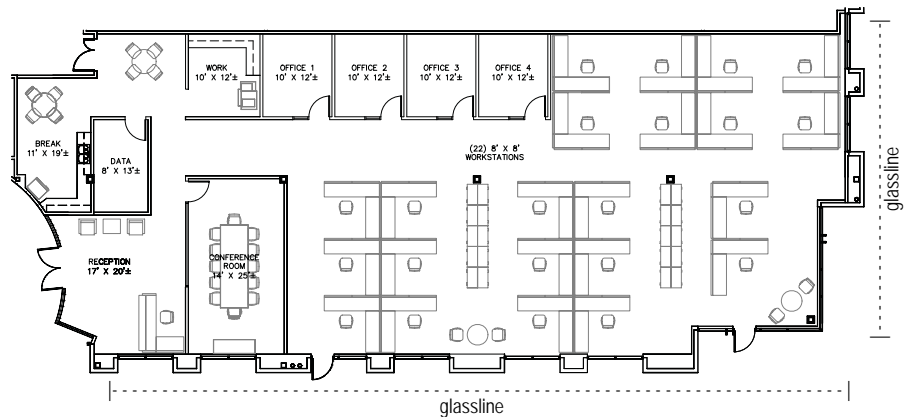 WORK
10' X 12'±
OFFICE 1
10' X 12'±
OFFICE 2
10' X 12'±
OFFICE 3
10' X 12'±
OFFICE 4
10' X 12'±
BREAK
11' X 19'±
DATA
8' X 13'±
(22) 8' X 8'
WORKSTATIONS
RECEPTION
17' X 20'±
CONFERENCE
ROOM
14' X 25'±
glassline
glassline